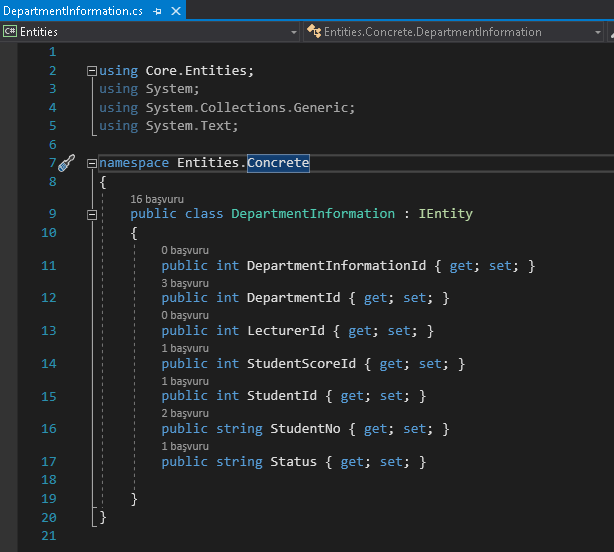 DepartmentInformation.cs
C# Entities Entities.Concrete.DepartmentInformation
1
2 using Core.Entities;
3 using System;
4 using System.Collections.Generic;
5 using System.Text;
6
7 namespace Entities.Concrete
8 {
16 başvuru
9 public class DepartmentInformation : IEntity
10 {
0 başvuru
11 public int DepartmentInformationId { get; set; }
3 başvuru
12 public int DepartmentId { get; set; }
0 başvuru
13 public int LecturerId { get; set; }
1 başvuru
14 public int StudentScoreId { get; set; }
1 başvuru
15 public int StudentId { get; set; }
2 başvuru
16 public string StudentNo { get; set; }
1 başvuru
17 public string Status { get; set; }
18
19 }
20 }
21